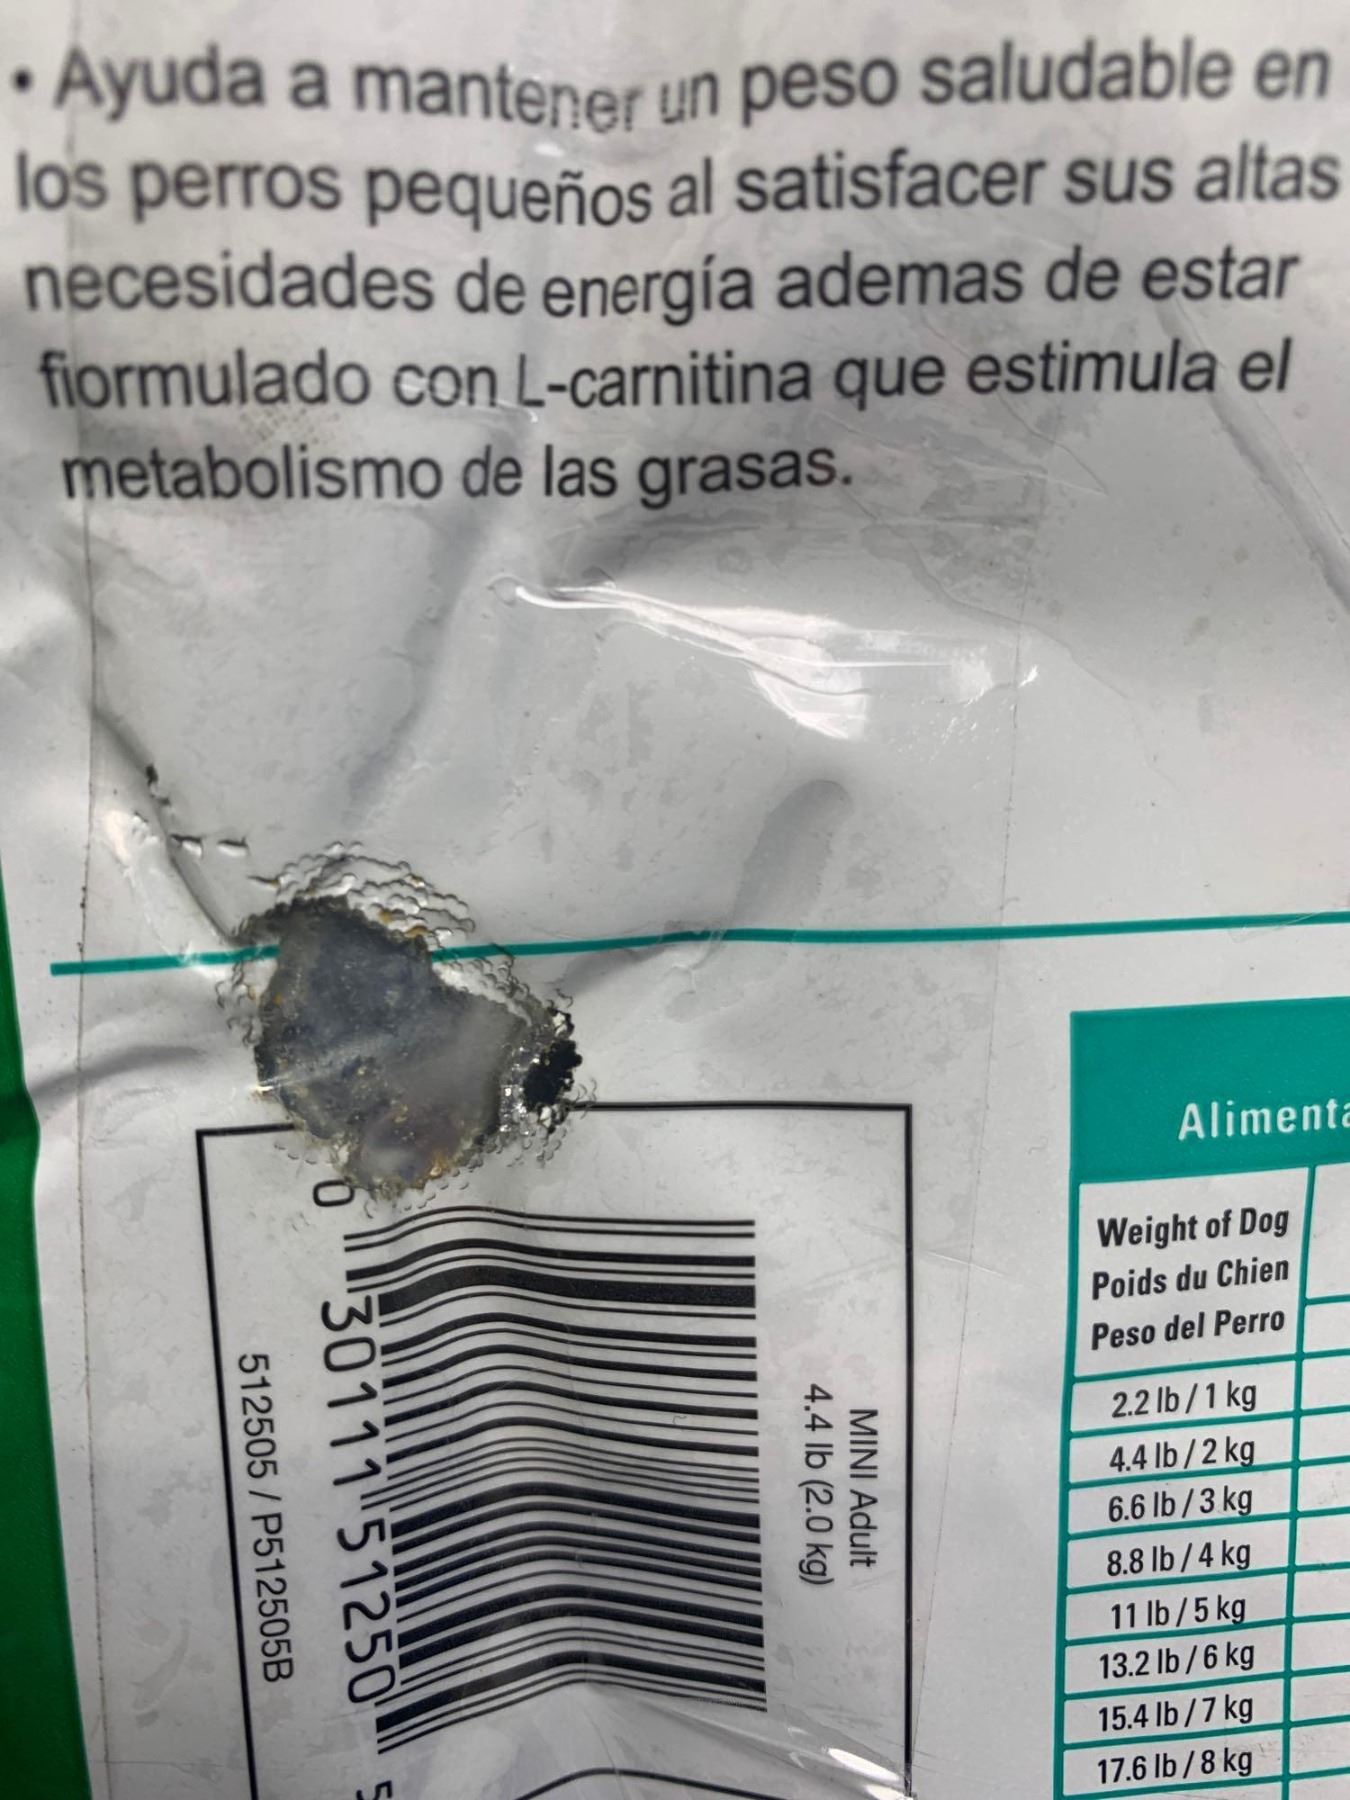 • Ayuda a mantener un peso saludable en
los perros pequeños al satisfacer sus altas
necesidades de energía ademas de estar
fiormulado con L-carnitina que estimula el
metabolismo de las grasas.
MINI Adult
4.4 lb (2.0 kg)
0 30111 51250 5
512505 / P512505B
Alimenta
Weight of Dog
Poids du Chien
Peso del Perro
2.2 lb / 1 kg
4.4 lb / 2 kg
6.6 lb / 3 kg
8.8 lb / 4 kg
11 lb / 5 kg
13.2 lb / 6 kg
15.4 lb / 7 kg
17.6 lb / 8 kg